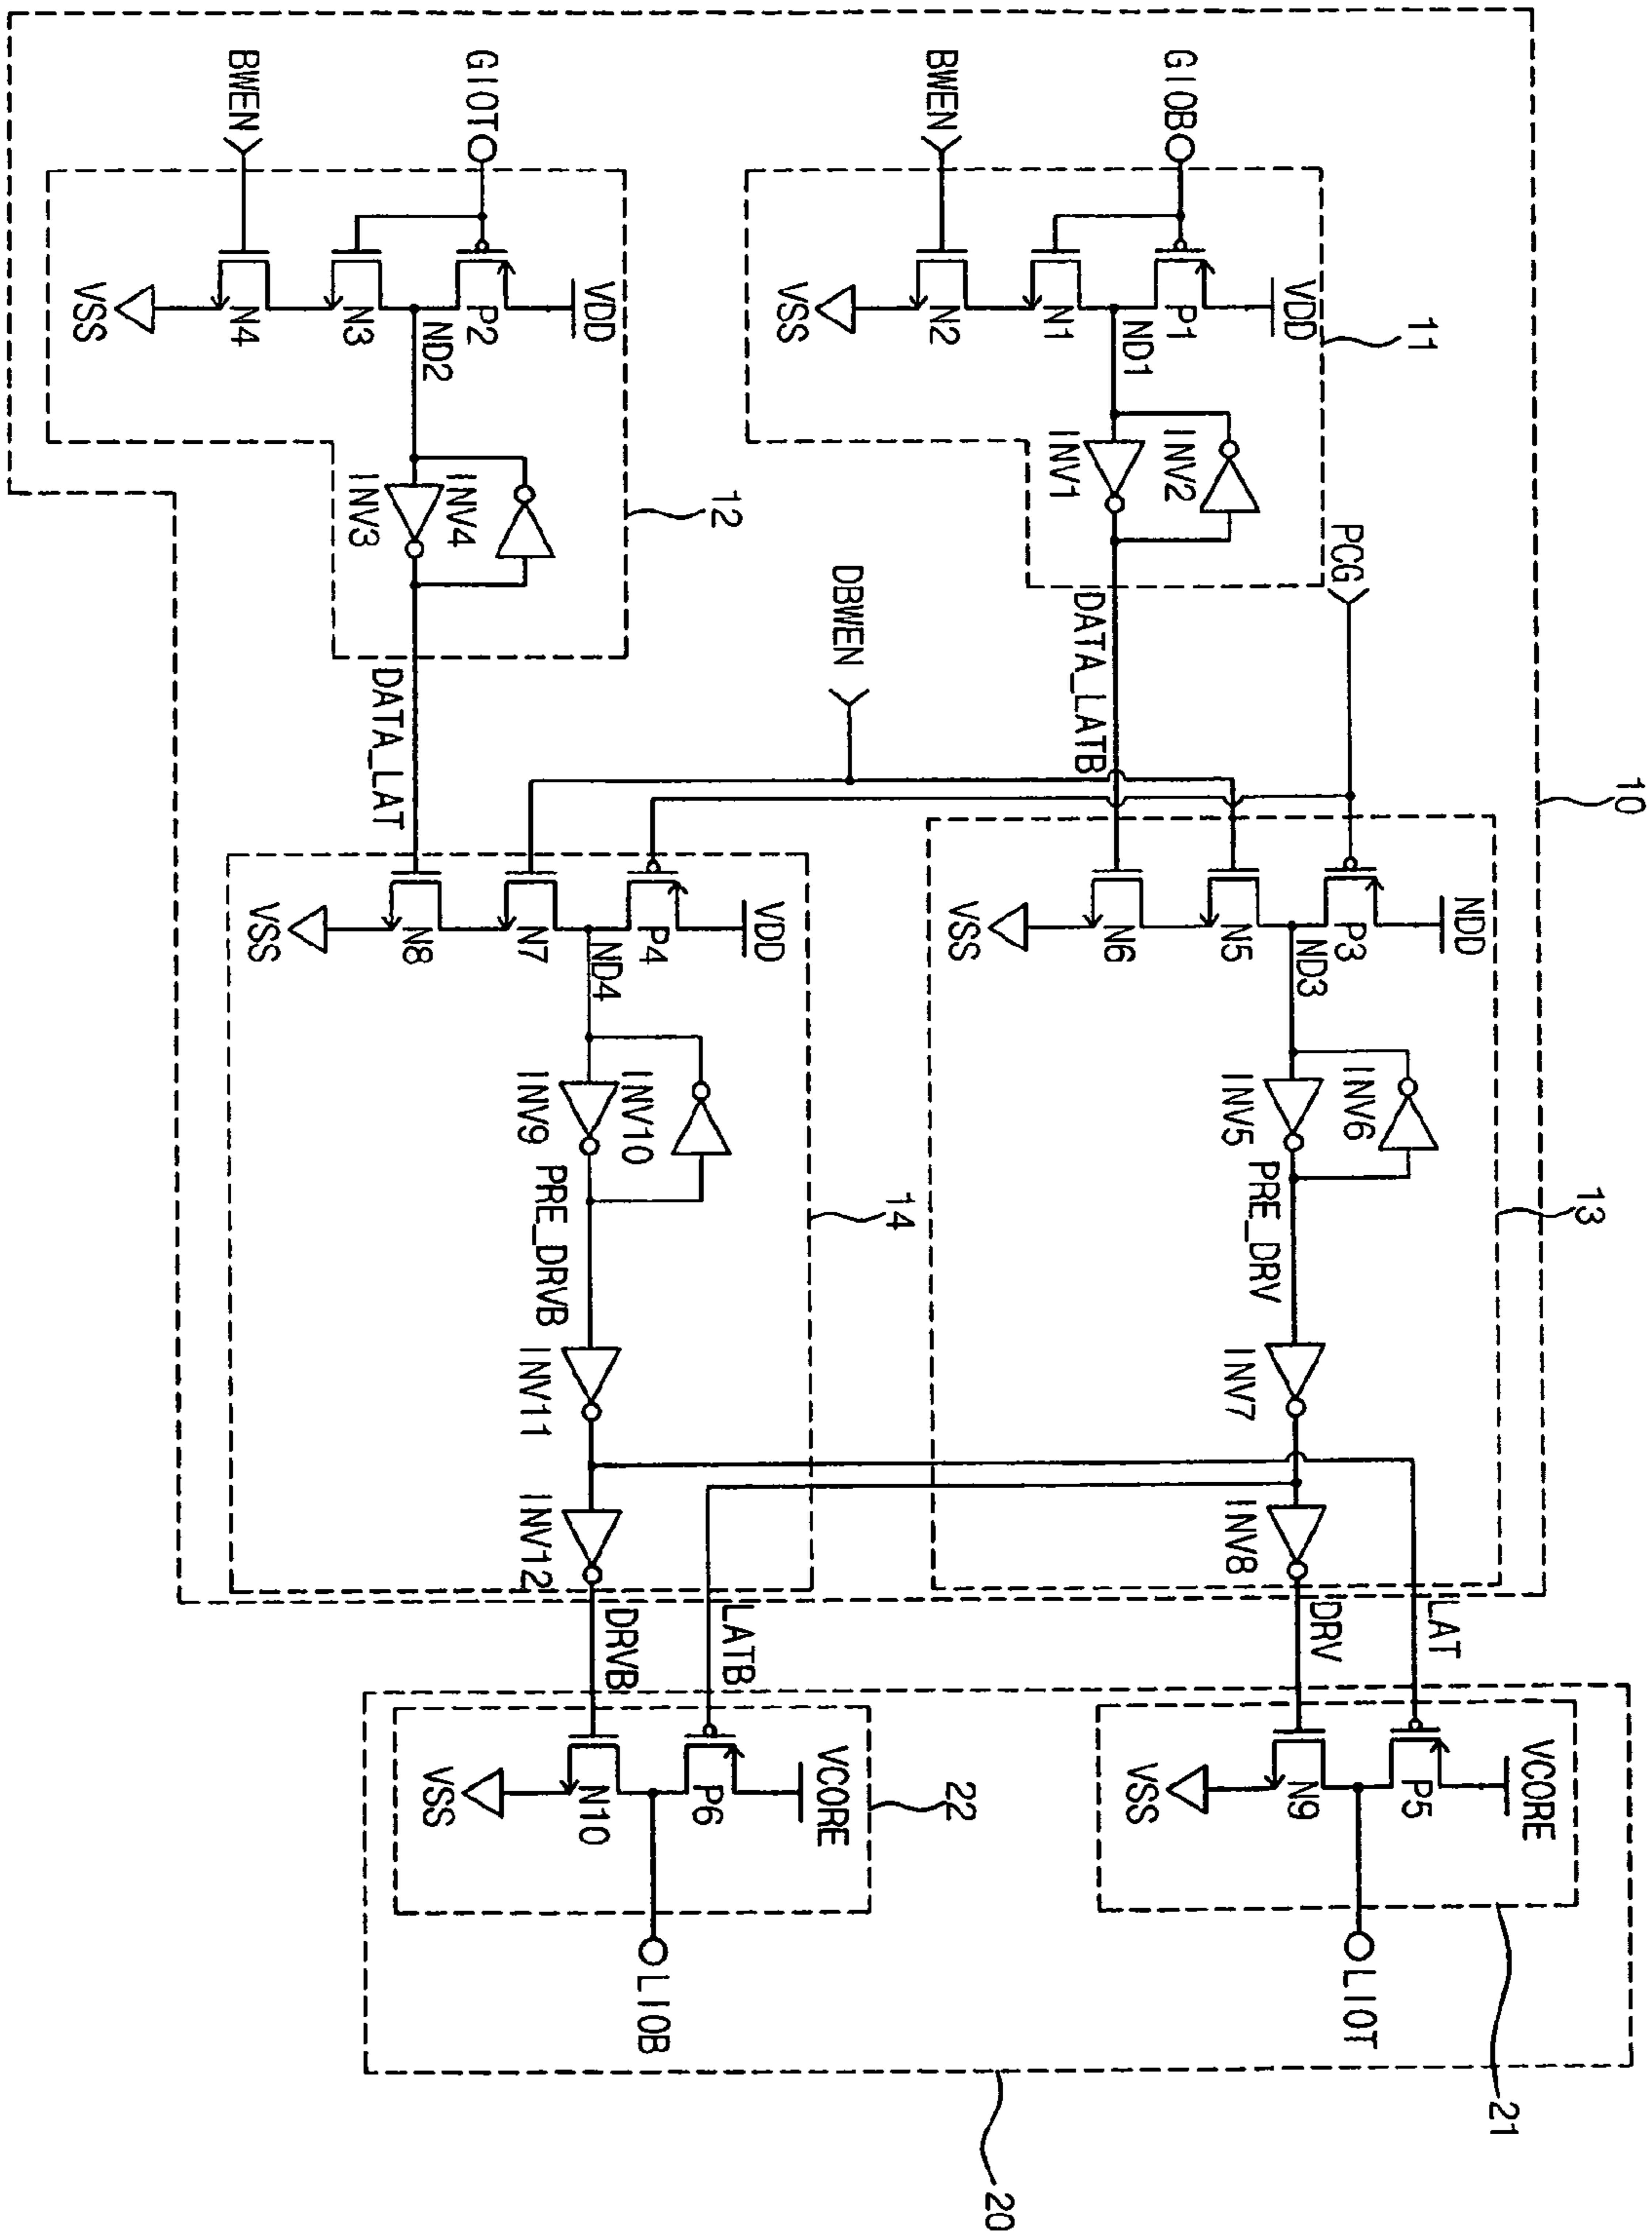 10
11
GIOB
BWEN
VDD
P1
ND1
N1
N2
VSS
INV2
INV1
PCG
DATA_LATB
DBWEN
12
GIOT
BWEN
VDD
P2
ND2
N3
N4
VSS
INV4
INV3
DATA_LAT
13
NDD
P3
ND3
N5
N6
VSS
INV6
INV5
PRE_DRV
INV7
INV8
LAT
DRV
14
VDD
P4
ND4
N7
N8
VSS
INV10
INV9
PRE_DRVB
INV11
INV12
LATB
DRVB
20
21
VCORE
P5
N9
VSS
LIOT
22
VCORE
P6
N10
VSS
LIOB